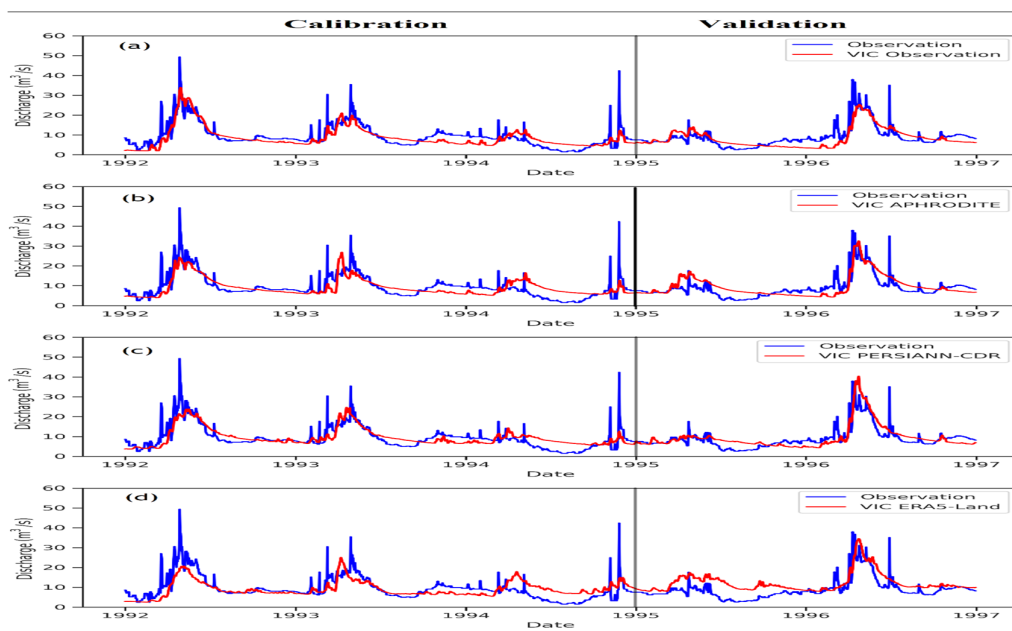 Calibration Validation
60
50
40
30
20
10
0
Discharge (m³/s)
(a)
Observation
VIC Observation
1992 1993 1994 1995 1996 1997
Date
60
50
40
30
20
10
0
Discharge (m³/s)
(b)
Observation
VIC APHRODITE
1992 1993 1994 1995 1996 1997
Date
60
50
40
30
20
10
0
Discharge (m³/s)
(c)
Observation
VIC PERSIANN-CDR
1992 1993 1994 1995 1996 1997
Date
60
50
40
30
20
10
0
Discharge (m³/s)
(d)
Observation
VIC ERA5-Land
1992 1993 1994 1995 1996 1997
Date